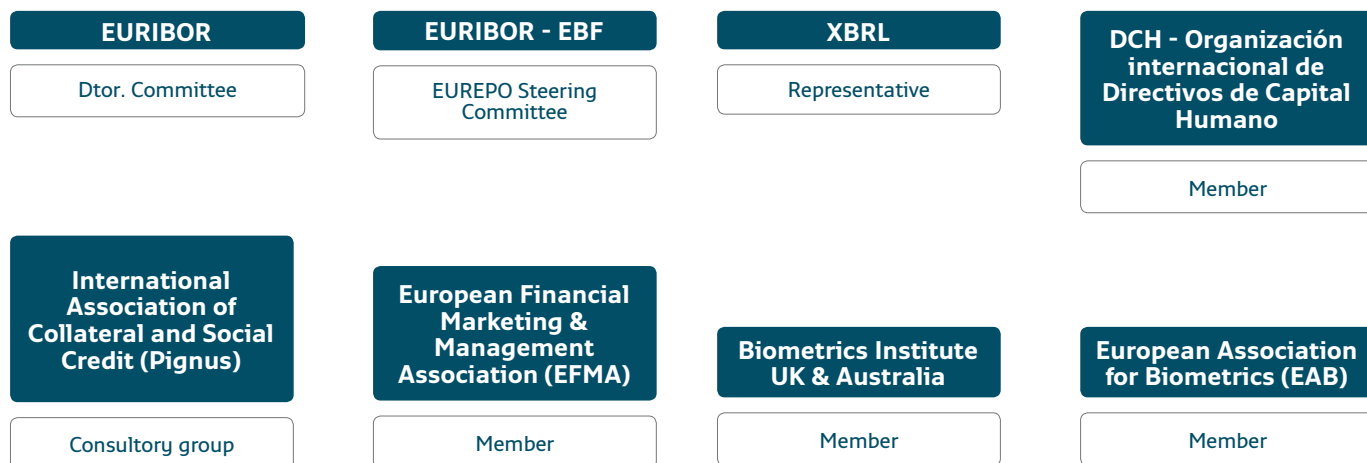 EURIBOR
Dtor. Committee
EURIBOR - EBF
EUREPO Steering
Committee
XBRL
Representative
DCH - Organización
internacional de
Directivos de Capital
Humano
Member
International
Association of
Collateral and Social
Credit (Pignus)
Consultory group
European Financial
Marketing &
Management
Association (EFMA)
Member
Biometrics Institute
UK & Australia
Member
European Association
for Biometrics (EAB)
Member